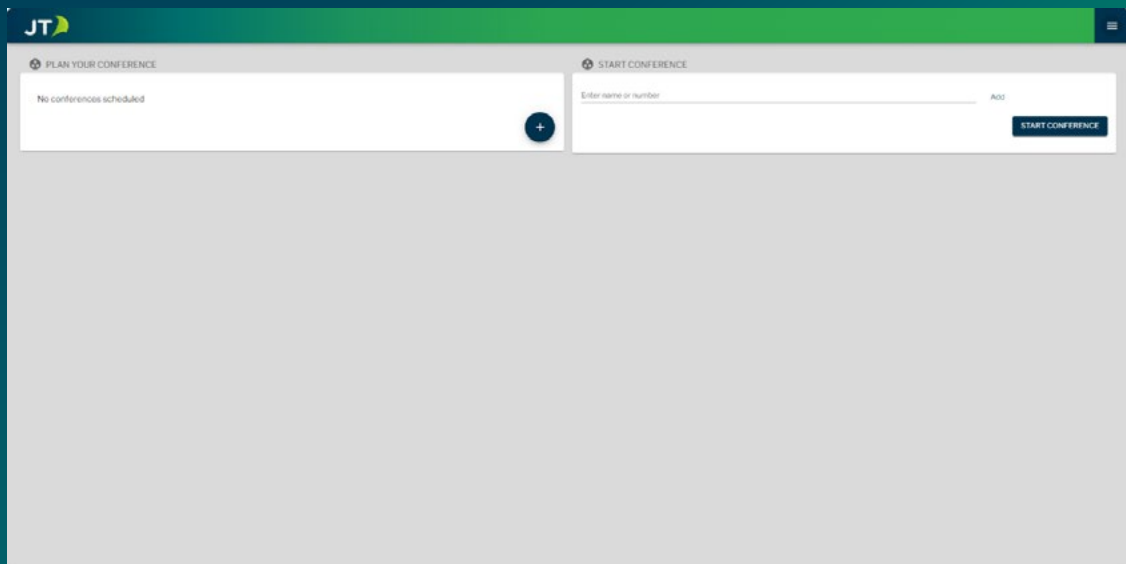 JT
PLAN YOUR CONFERENCE
No conferences scheduled
+
START CONFERENCE
Enter name or number
Add
START CONFERENCE